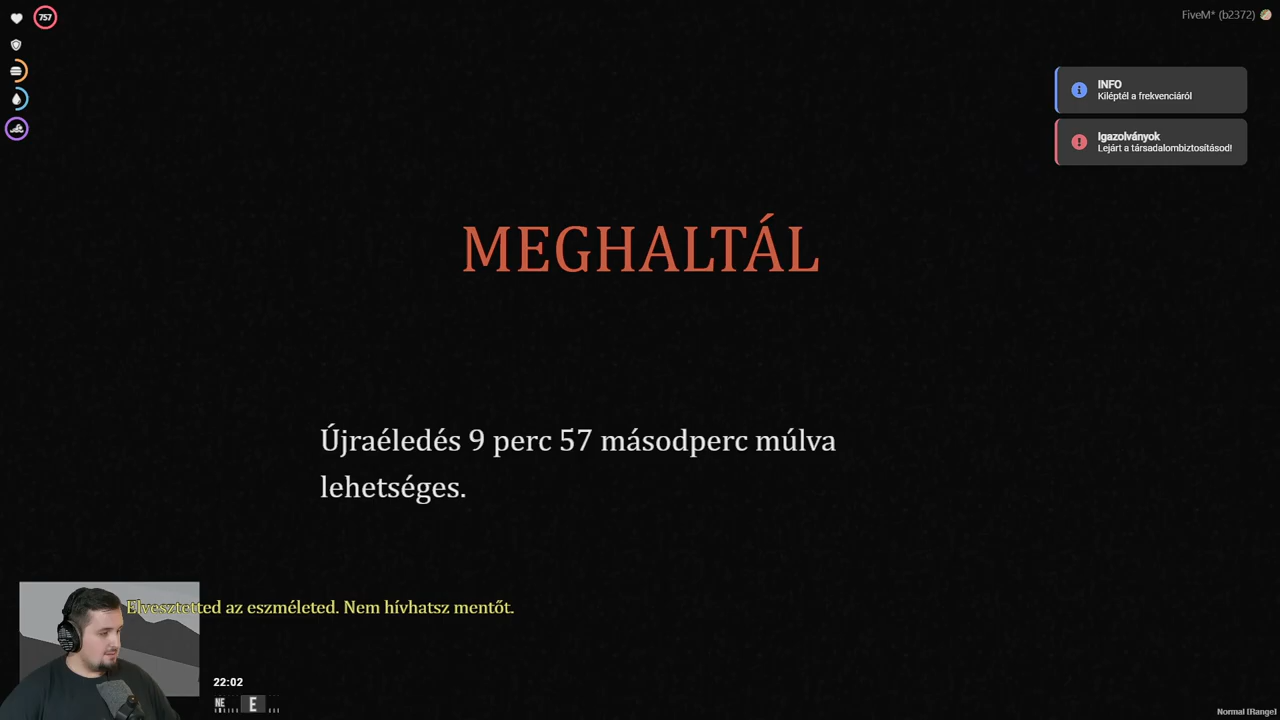 757
FiveM* (b2372)
INFO
Kiléptél a frekvenciáról
Igazolványok
Lejárt a társadalombiztosításod!
MEGHALTÁL
Újraéledés 9 perc 57 másodperc múlva
lehetséges.
Elvesztetted az eszméleted. Nem hívhatsz mentőt.
22:02
NE E
Normal [Range]